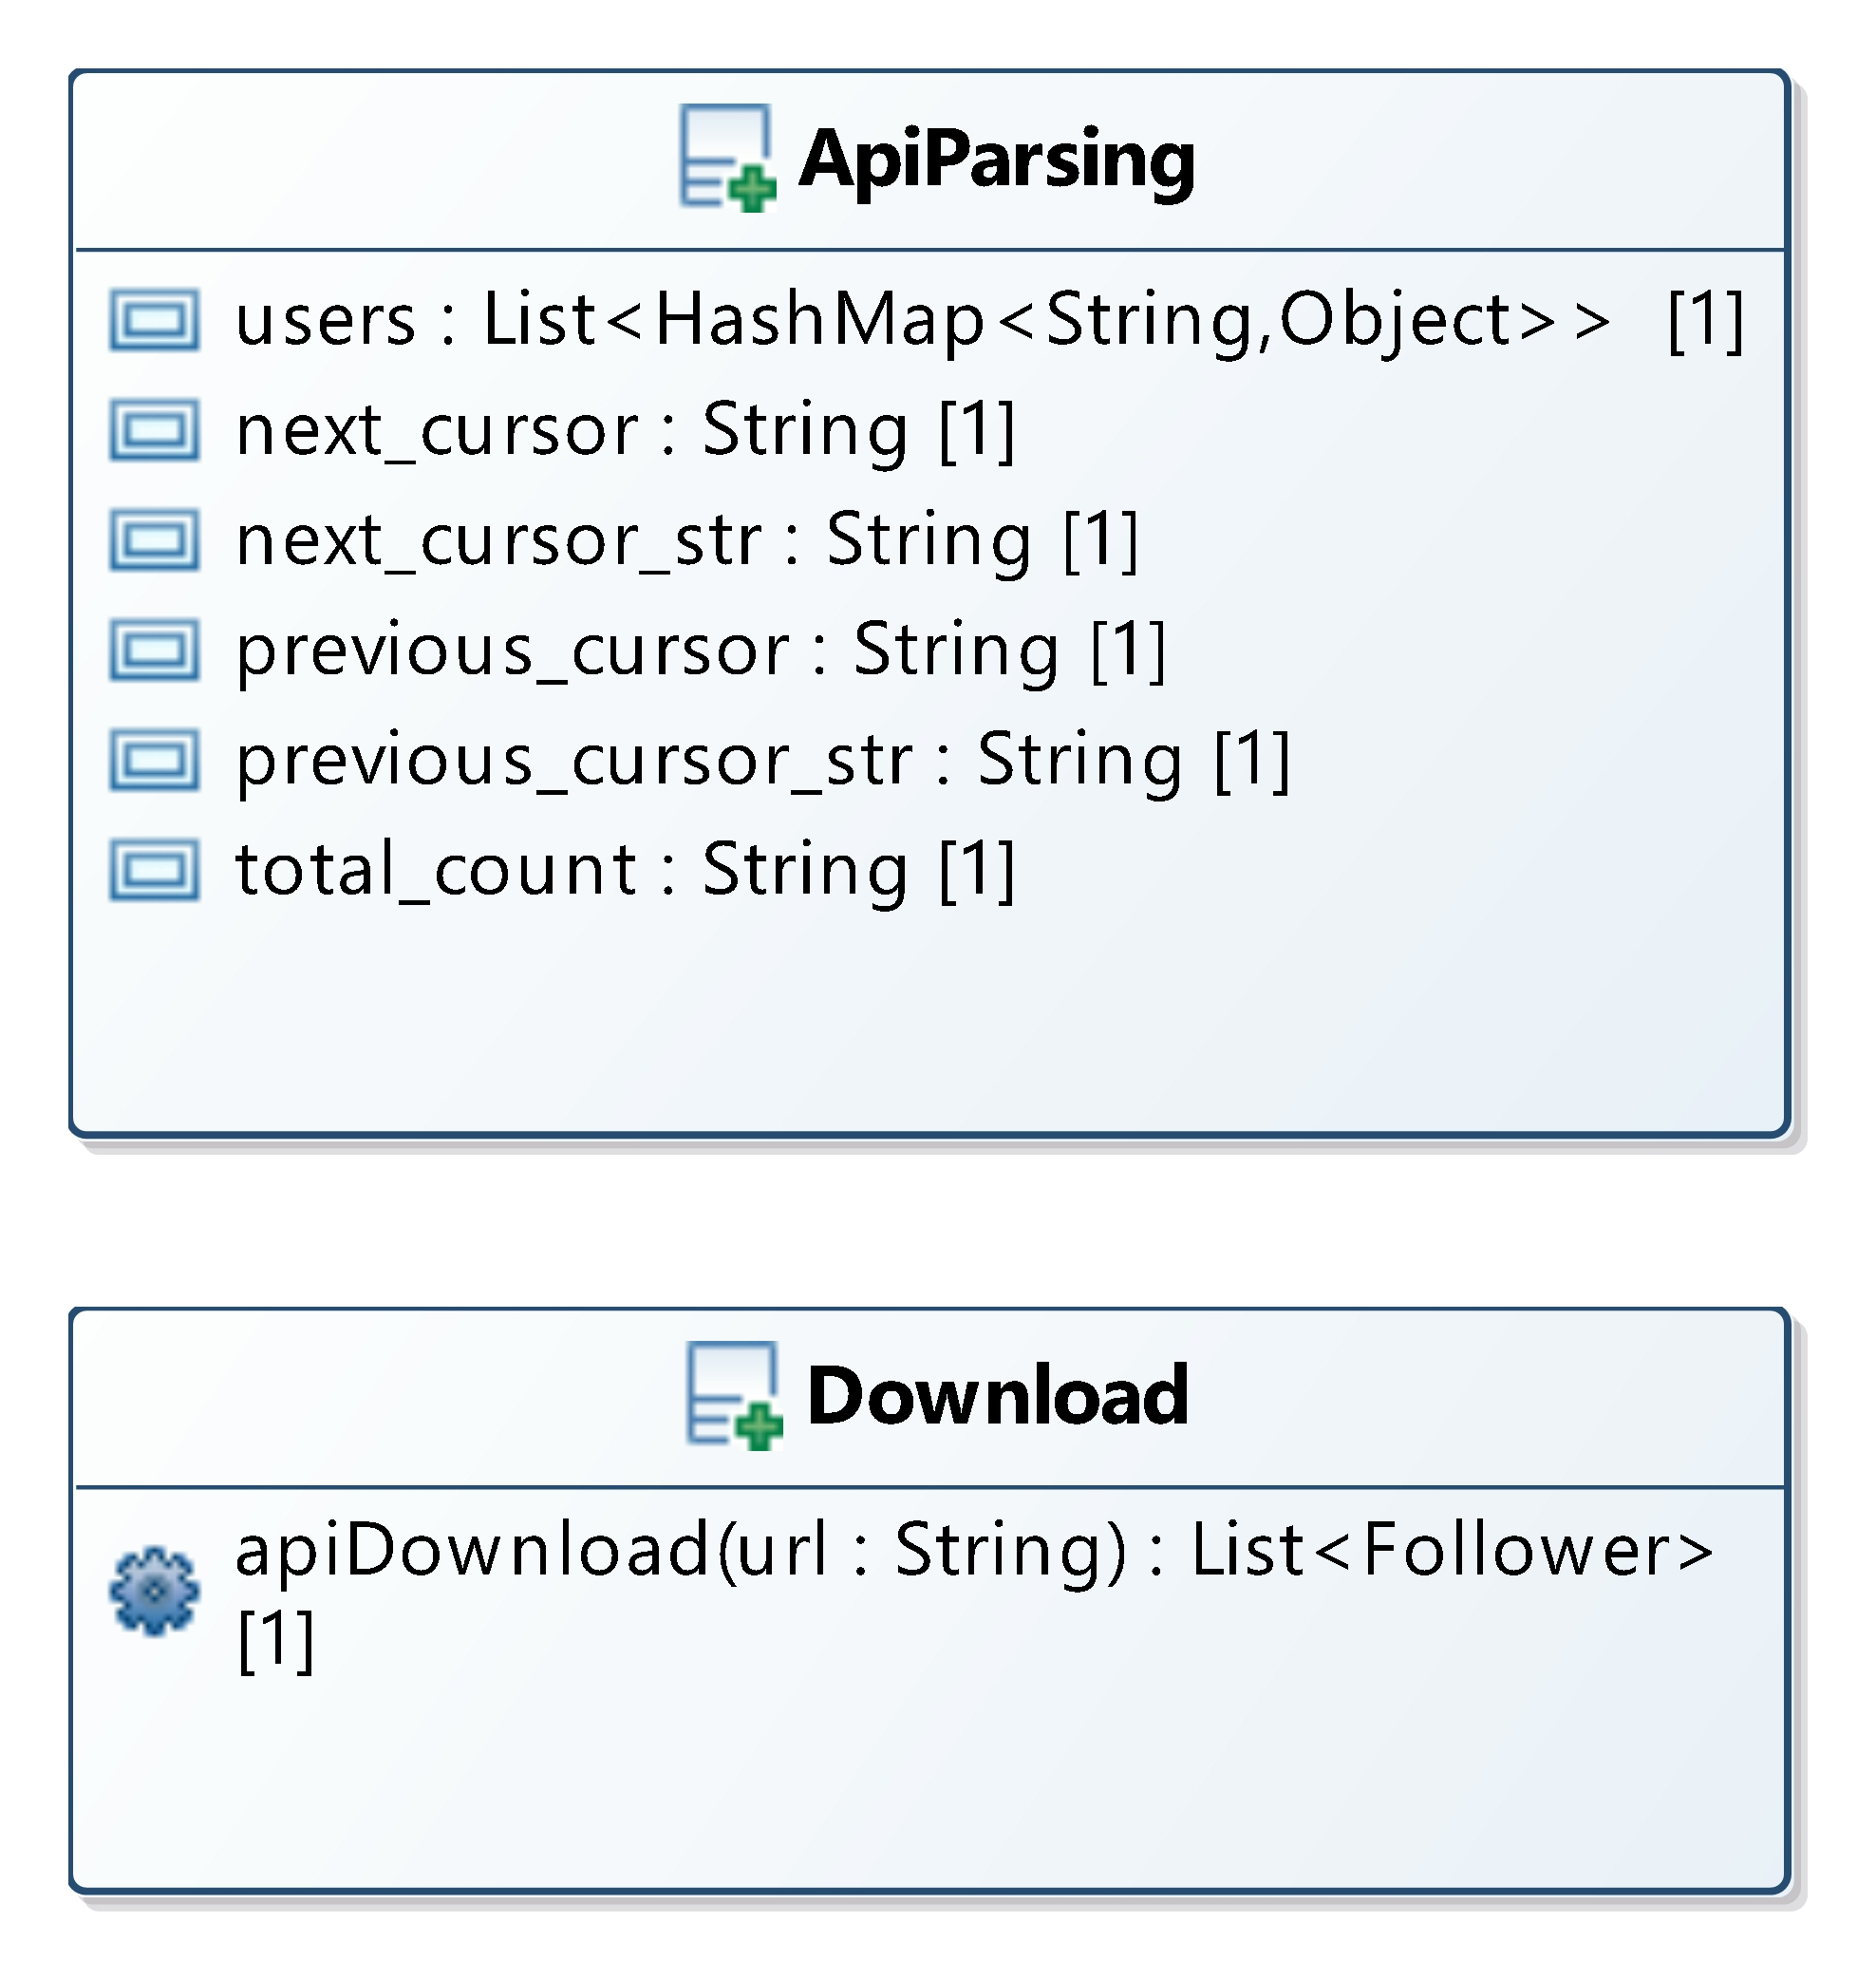 ApiParsing
users : List<HashMap<String,Object>> [1]
next_cursor : String [1]
next_cursor_str : String [1]
previous_cursor : String [1]
previous_cursor_str : String [1]
total_count : String [1]
Download
apiDownload(url : String) : List<Follower>
[1]